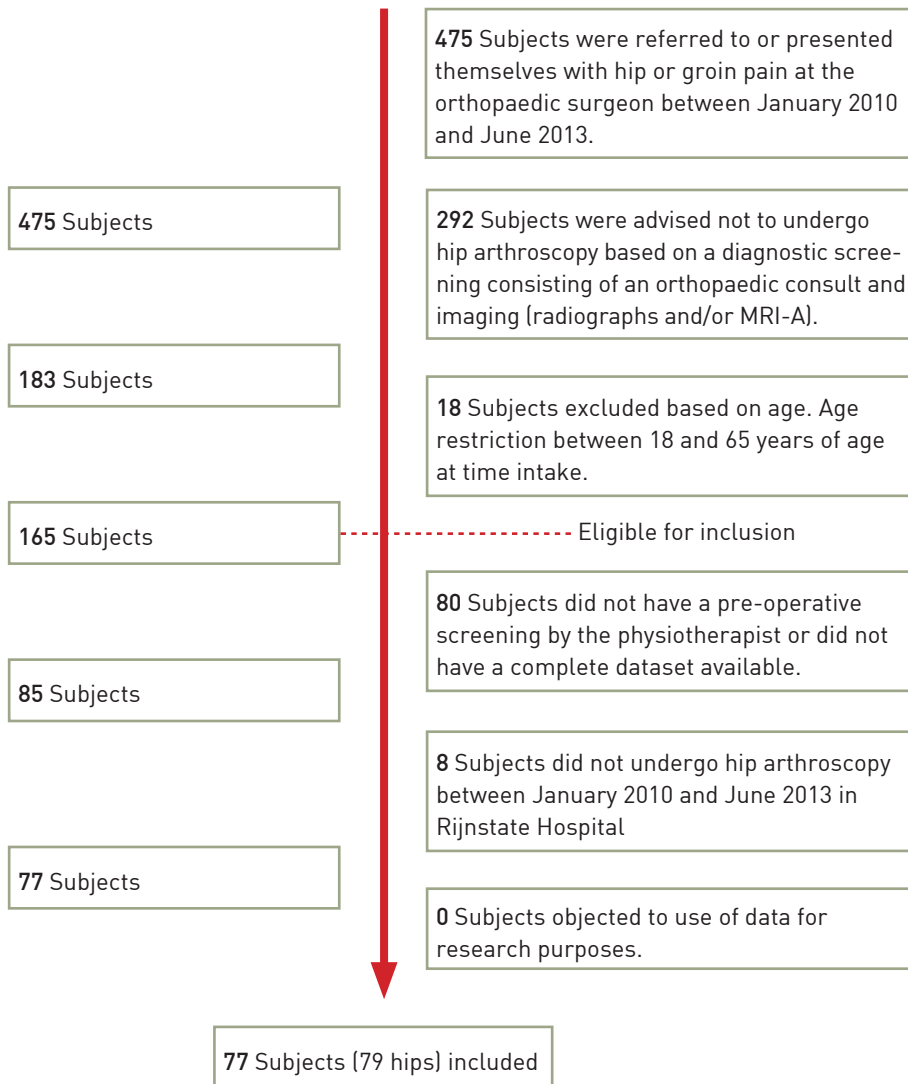 475 Subjects were referred to or presented
themselves with hip or groin pain at the
orthopaedic surgeon between January 2010
and June 2013.
475 Subjects
292 Subjects were advised not to undergo
hip arthroscopy based on a diagnostic scree-
ning consisting of an orthopaedic consult and
imaging (radiographs and/or MRI-A).
183 Subjects
18 Subjects excluded based on age. Age
restriction between 18 and 65 years of age
at time intake.
165 Subjects
Eligible for inclusion
80 Subjects did not have a pre-operative
screening by the physiotherapist or did not
have a complete dataset available.
85 Subjects
8 Subjects did not undergo hip arthroscopy
between January 2010 and June 2013 in
Rijnstate Hospital
77 Subjects
0 Subjects objected to use of data for
research purposes.
77 Subjects (79 hips) included